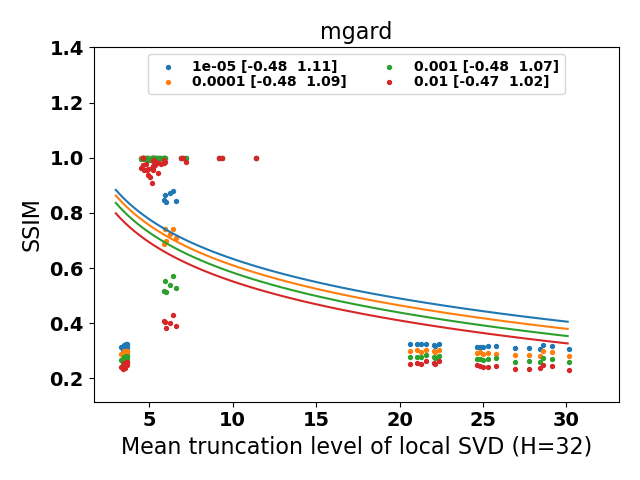 mgard
1e-05 [-0.48  1.11]
0.0001 [-0.48  1.09]
0.001 [-0.48  1.07]
0.01 [-0.47  1.02]
SSIM
1.4
1.2
1.0
0.8
0.6
0.4
0.2
5 10 15 20 25 30
Mean truncation level of local SVD (H=32)